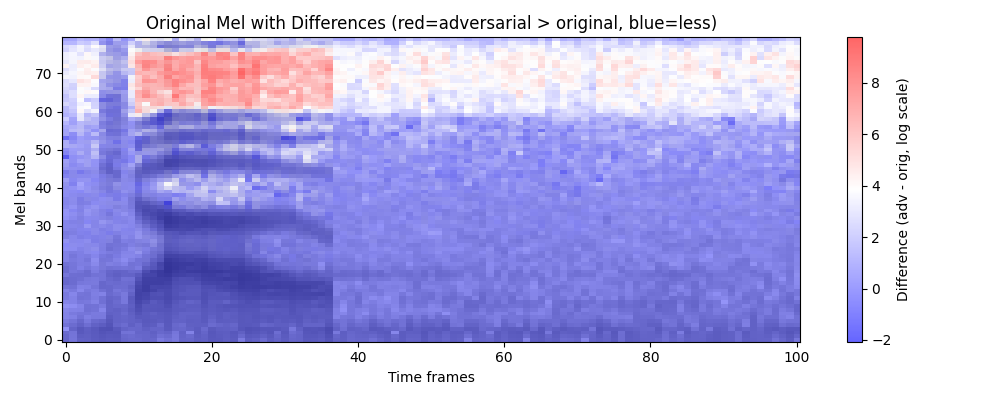 Original Mel with Differences (red=adversarial > original, blue=less)
Mel bands
70
60
50
40
30
20
10
0
0 20 40 60 80 100
Time frames
8
6
4
2
0
−2
Difference (adv - orig, log scale)